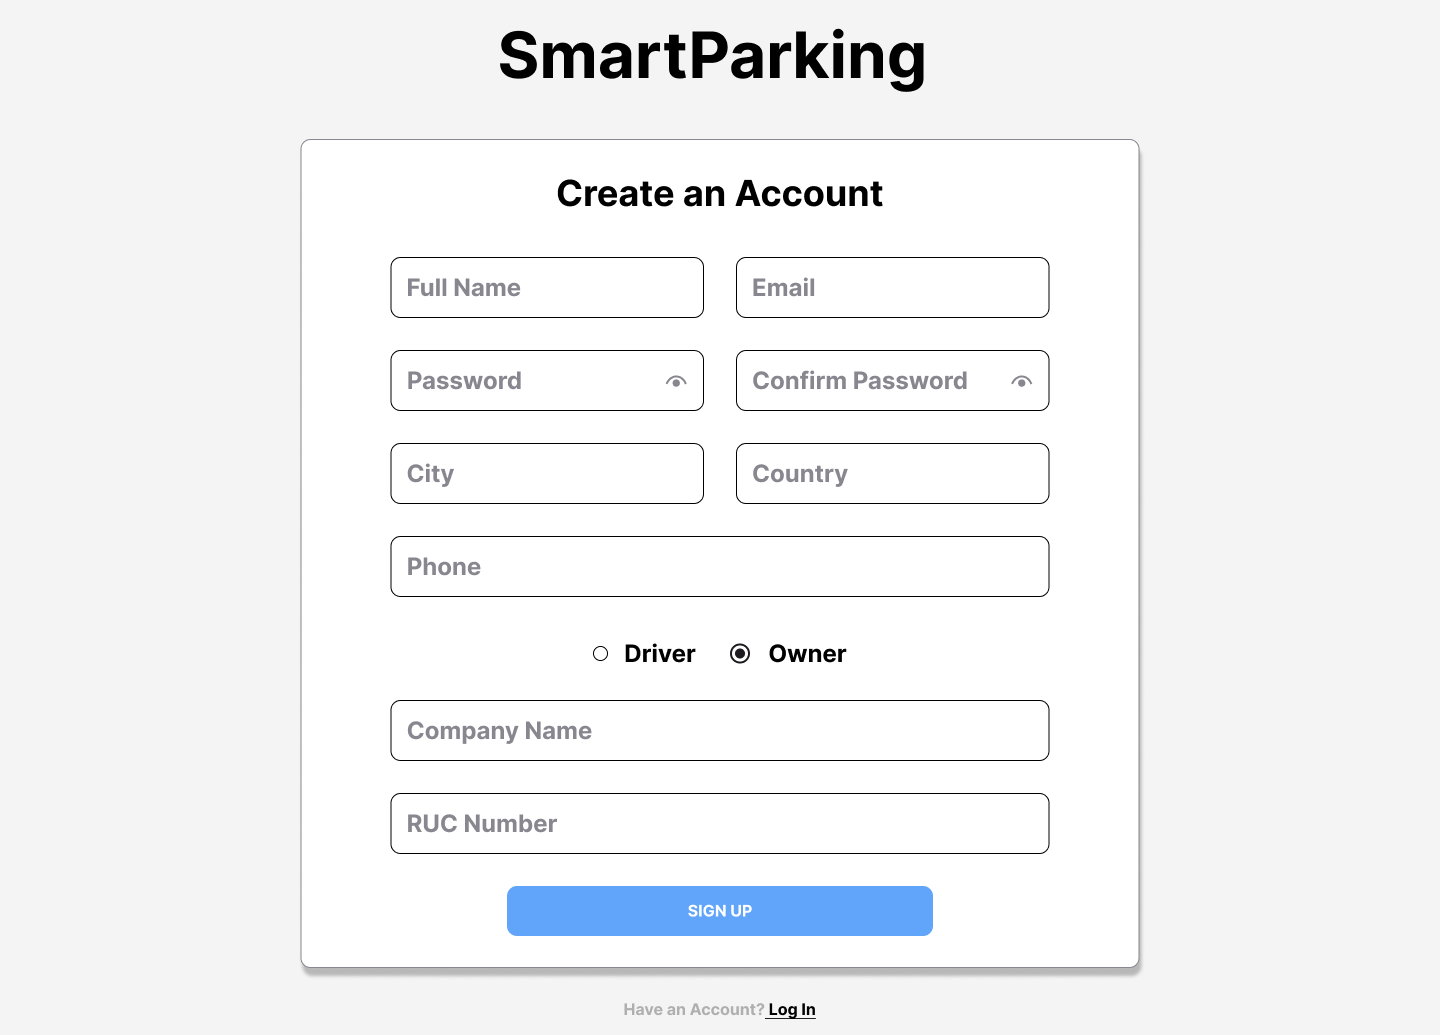 SmartParking
Create an Account
Full Name
Email
Password
Confirm Password
City
Country
Phone
Driver
Owner
Company Name
RUC Number
SIGN UP
Have an Account? Log In